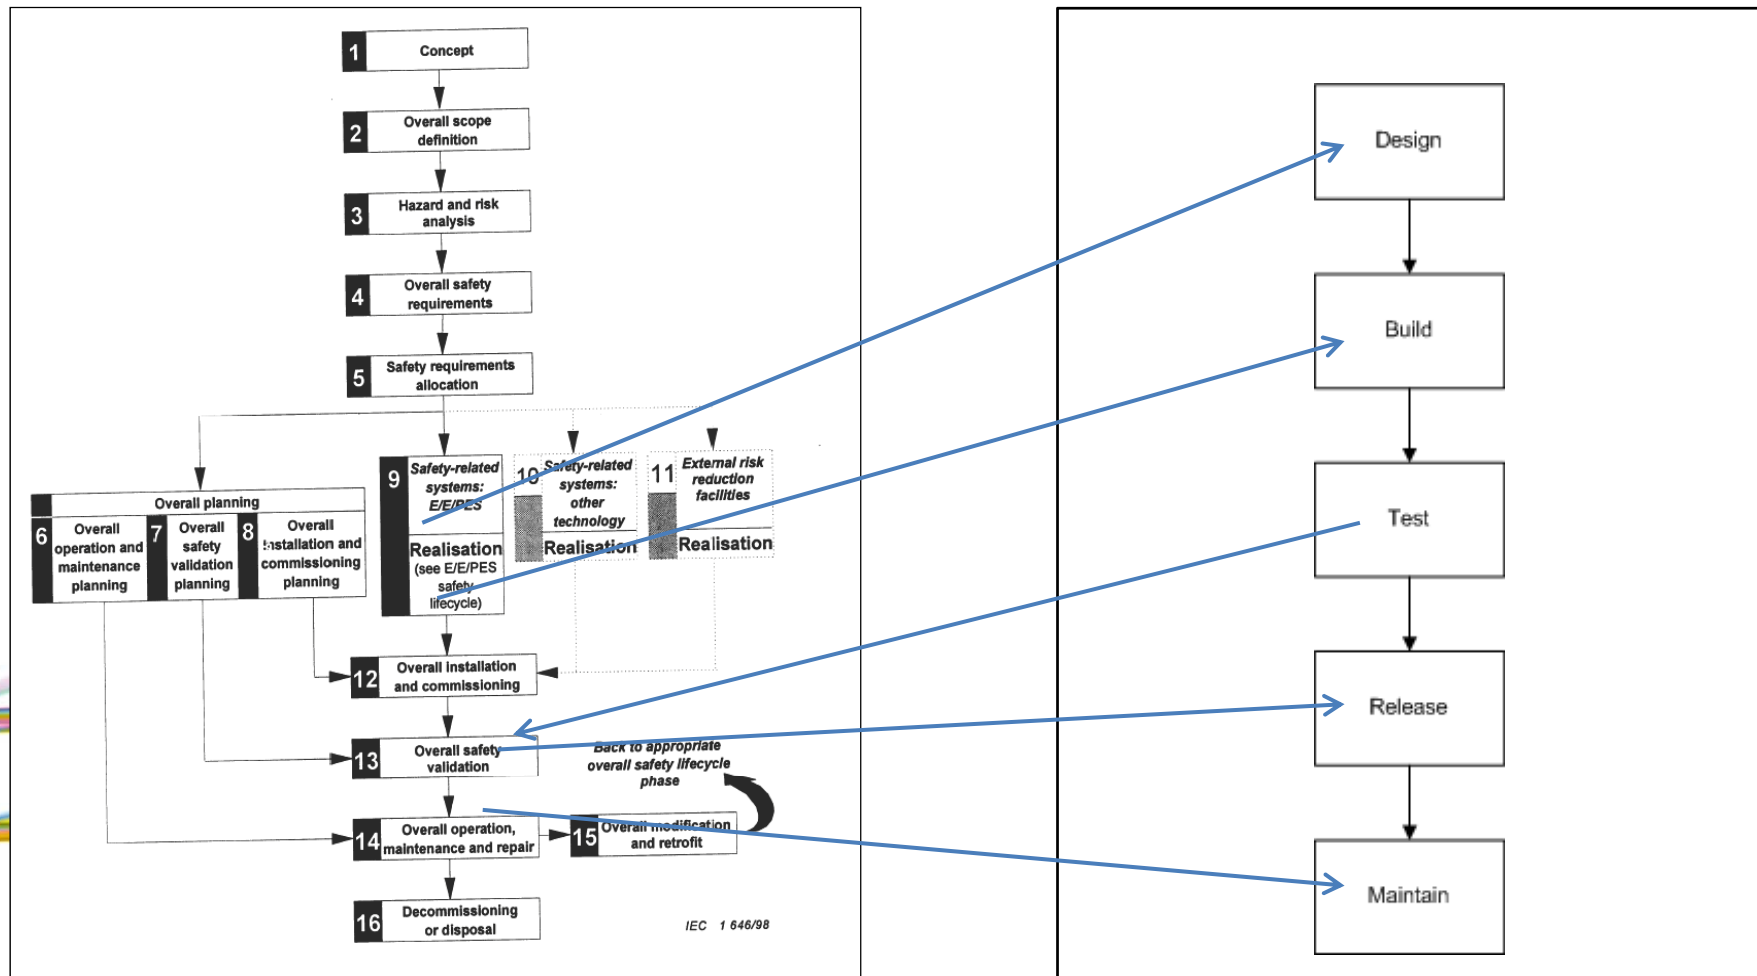 1
Concept
2
Overall scope
definition
3
Hazard and risk
analysis
4
Overall safety
requirements
5
Safety requirements
allocation
Overall planning
6
Overall
operation and
maintenance
planning
7
Overall
safety
validation
planning
8
Overall
installation and
commissioning
planning
9
Safety-related
systems:
E/E/PES
Realisation
(see E/E/PES
safety
lifecycle)
10
Safety-related
systems:
other
technology
Realisation
11
External risk
reduction
facilities
Realisation
12
Overall installation
and commissioning
13
Overall safety
validation
Back to appropriate
overall safety lifecycle
phase
14
Overall operation,
maintenance and repair
15
Overall modification
and retrofit
16
Decommissioning
or disposal
IEC 1 646/98
Design
Build
Test
Release
Maintain